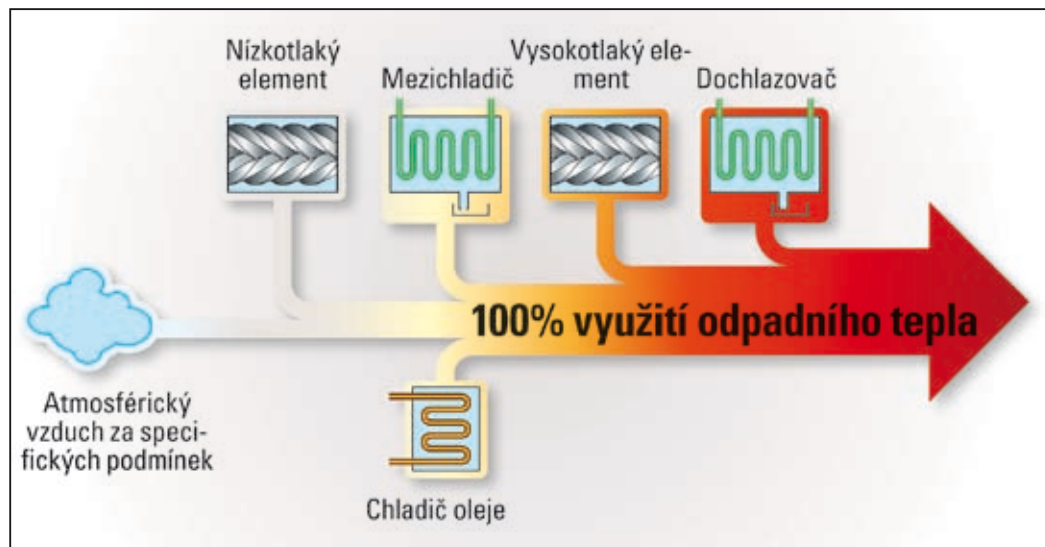 Nízkotlaký
element
Mezichladič
Vysokotlaký ele-
ment
Dochlazovač
100% využití odpadního tepla
Atmosférický
vzduch za speci-
fických podmínek
Chladič oleje